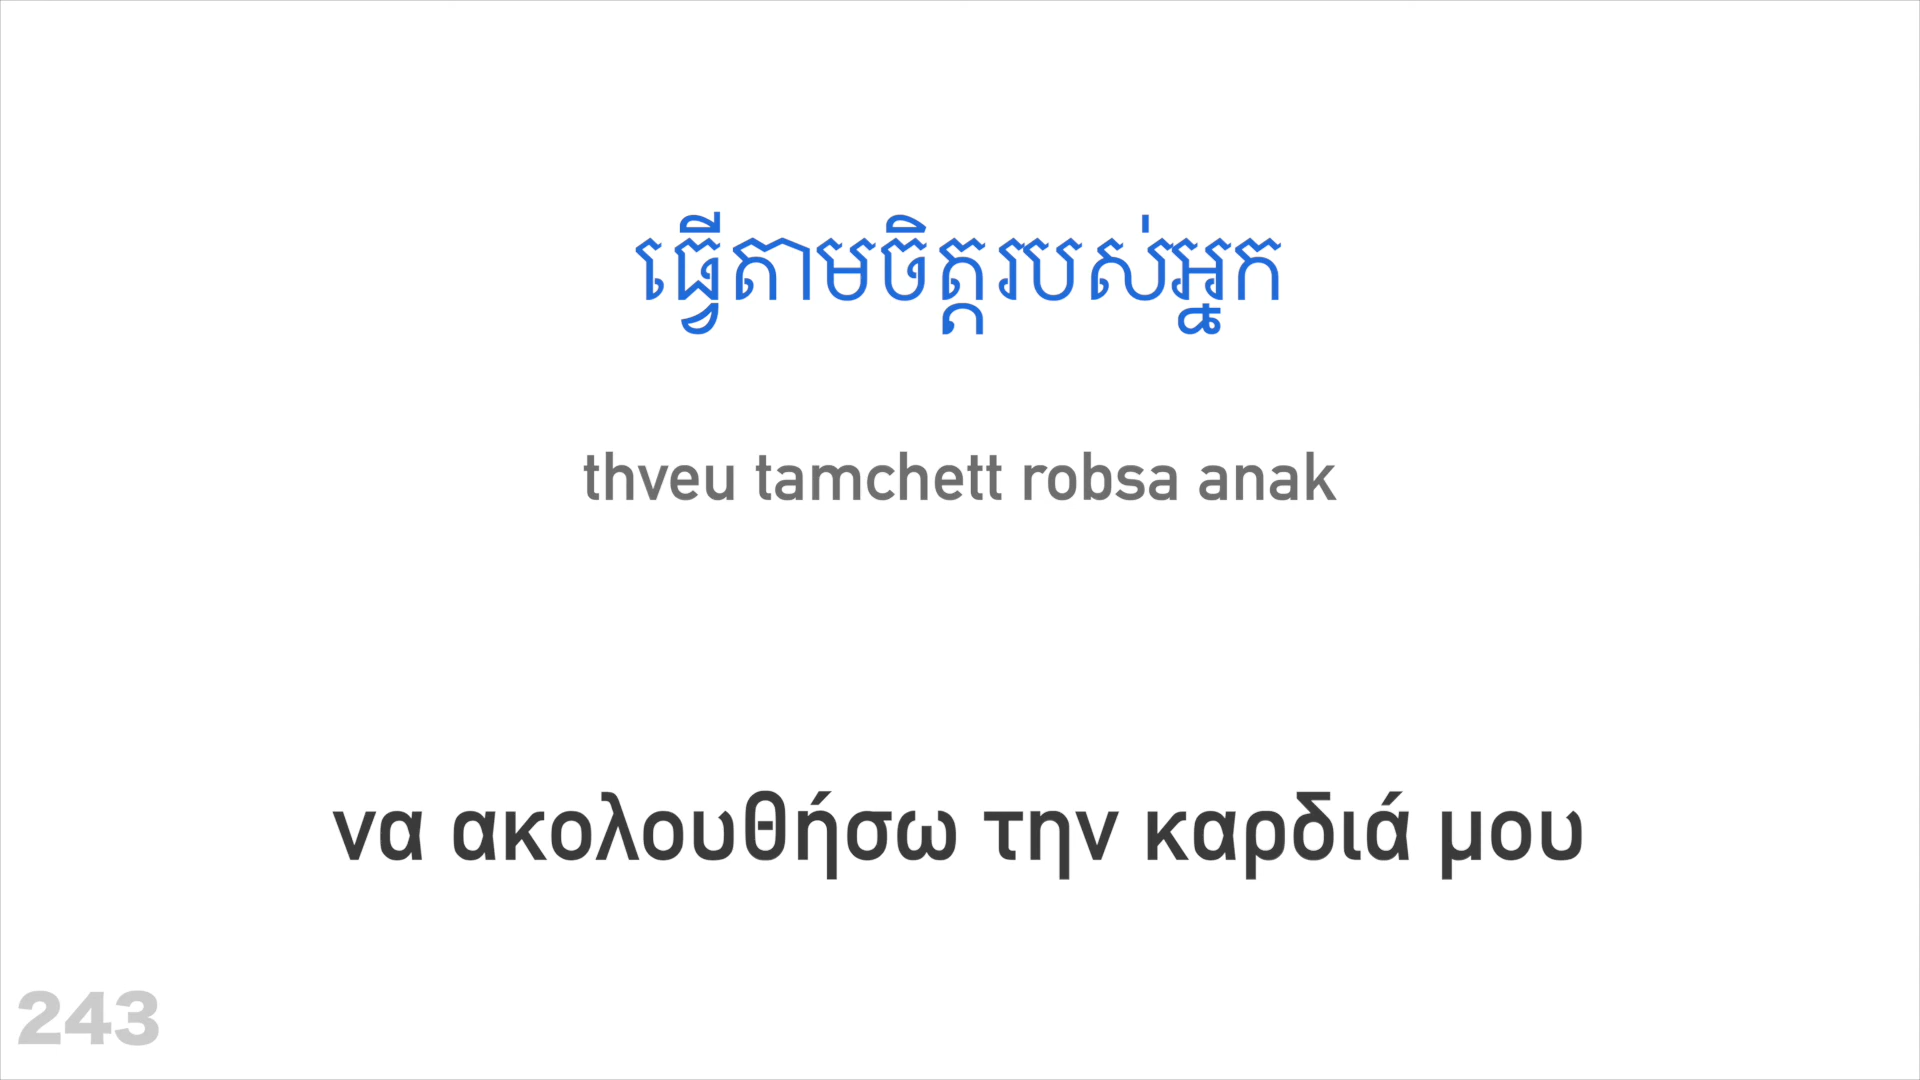 ធ្វើតាមចិត្តរបស់អ្នក
thveu tamchett robsa anak
να ακολουθήσω την καρδιά μου
243